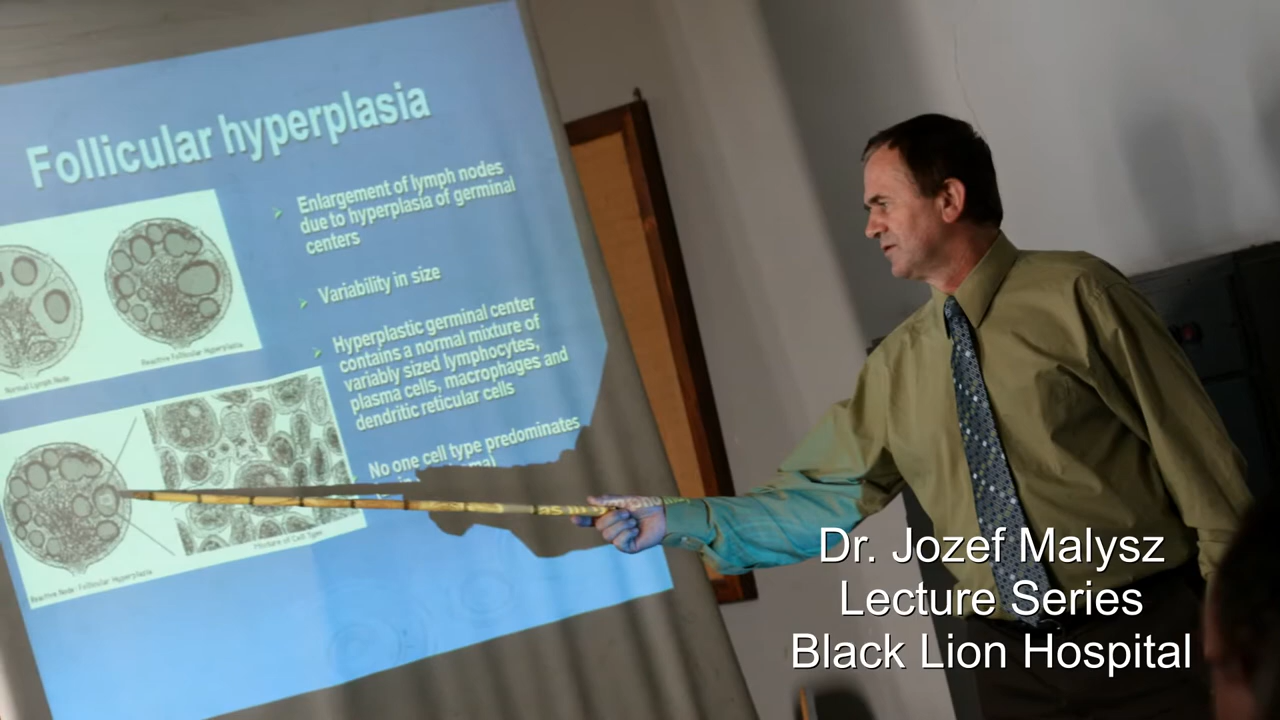 Follicular hyperplasia
Enlargement of lymph nodes
due to hyperplasia of germinal
centers
Variability in size
Hyperplastic germinal center
contains a normal mixture of
variably sized lymphocytes,
plasma cells, macrophages and
dendritic reticular cells
No one cell type predominates
Normal Lymph Node
Reactive Follicular Hyperplasia
Reactive Node: Follicular Hyperplasia
Mixture of Cell Types
Dr. Jozef Malysz
Lecture Series
Black Lion Hospital